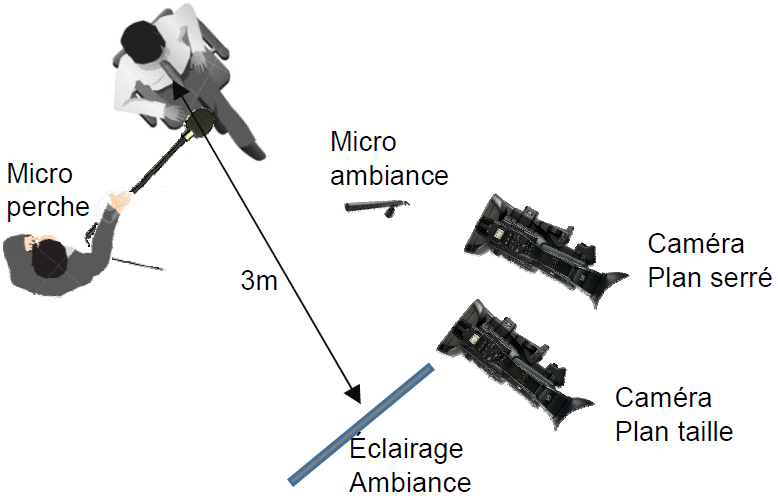 Micro
ambiance
Micro
perche
Caméra
Plan serré
3m
Caméra
Plan taille
Éclairage
Ambiance